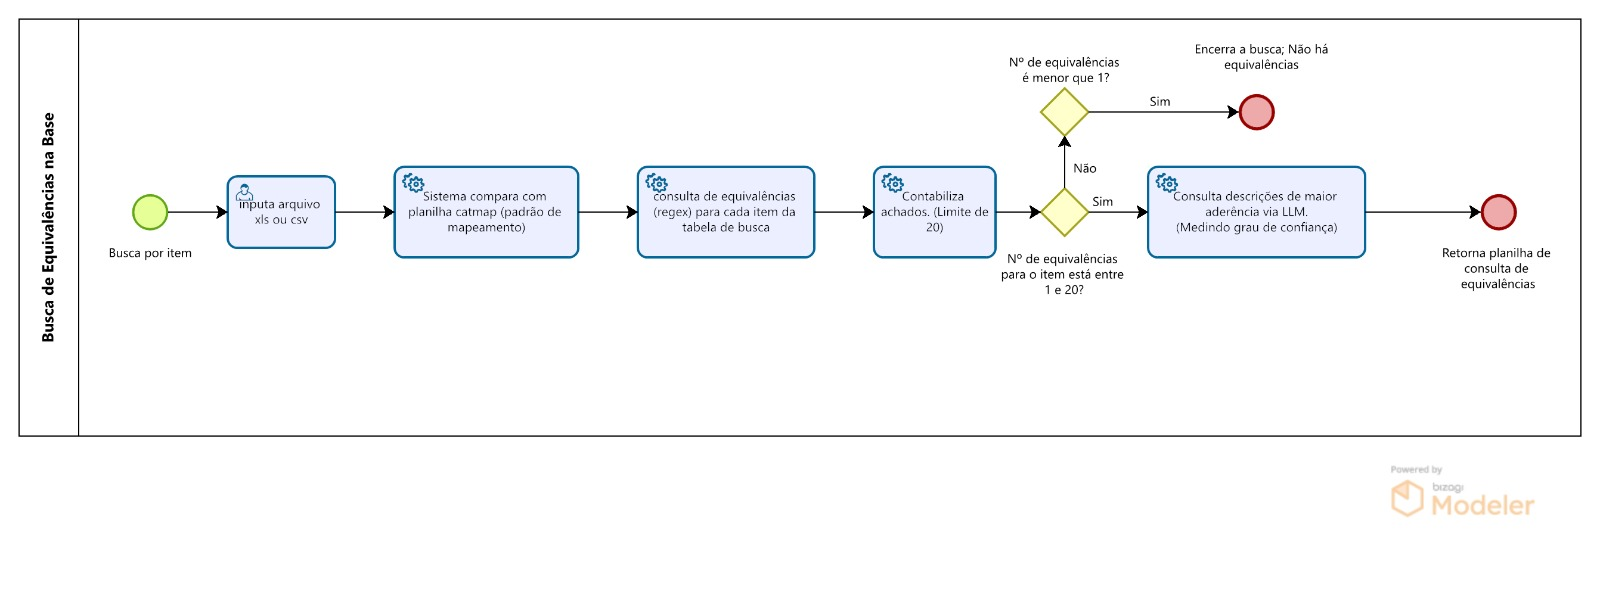 Busca de Equivalências na Base
Busca por item
inputa arquivo
xls ou csv
Sistema compara com
planilha catmap (padrão de
mapeamento)
consulta de equivalências
(regex) para cada item da
tabela de busca
Contabiliza
achados. (Limite de
20)
Nº de equivalências
para o item está entre
1 e 20?
Não
Sim
Nº de equivalências
é menor que 1?
Sim
Encerra a busca; Não há
equivalências
Consulta descrições de maior
aderência via LLM.
(Medindo grau de confiança)
Retorna planilha de
consulta de
equivalências
Powered by
bizagi
Modeler